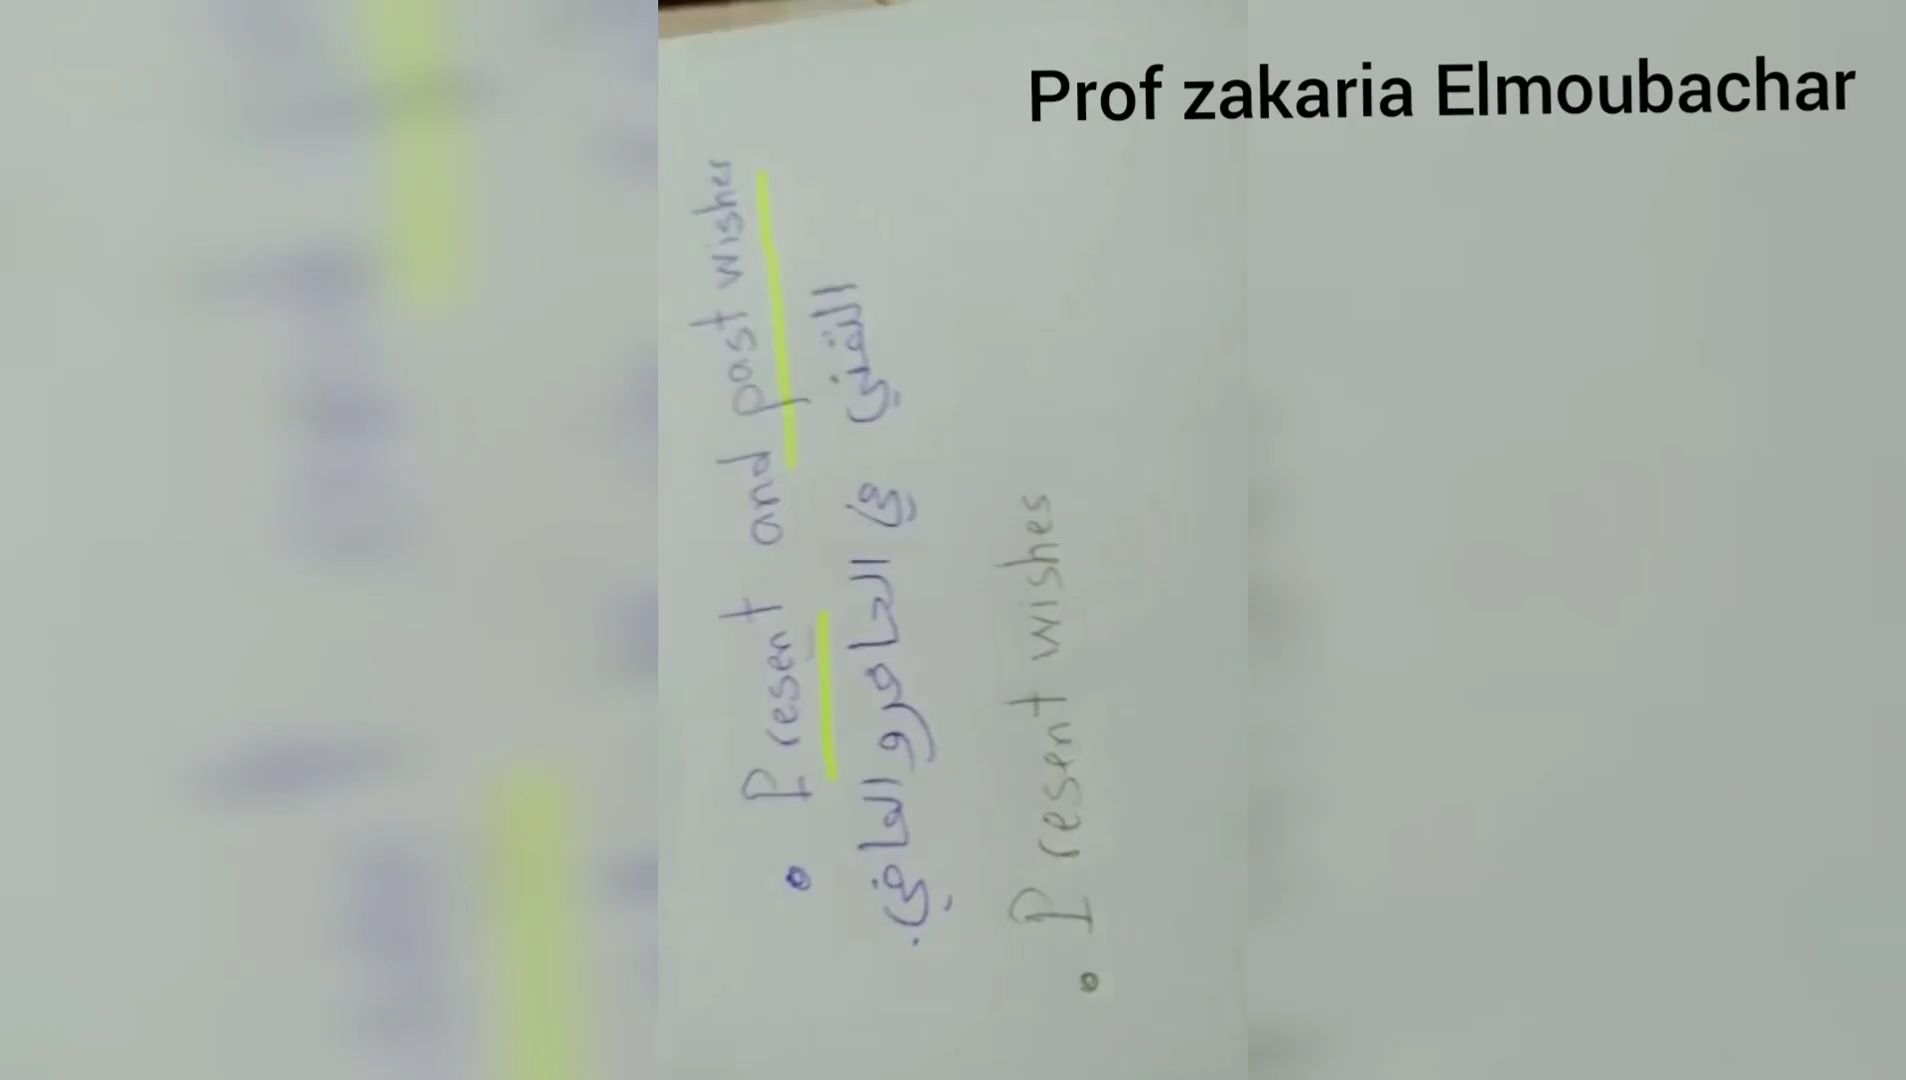 Prof zakaria Elmoubachar
• Present and past wishes
التمني في الحاضر والماضي.
• Present wishes